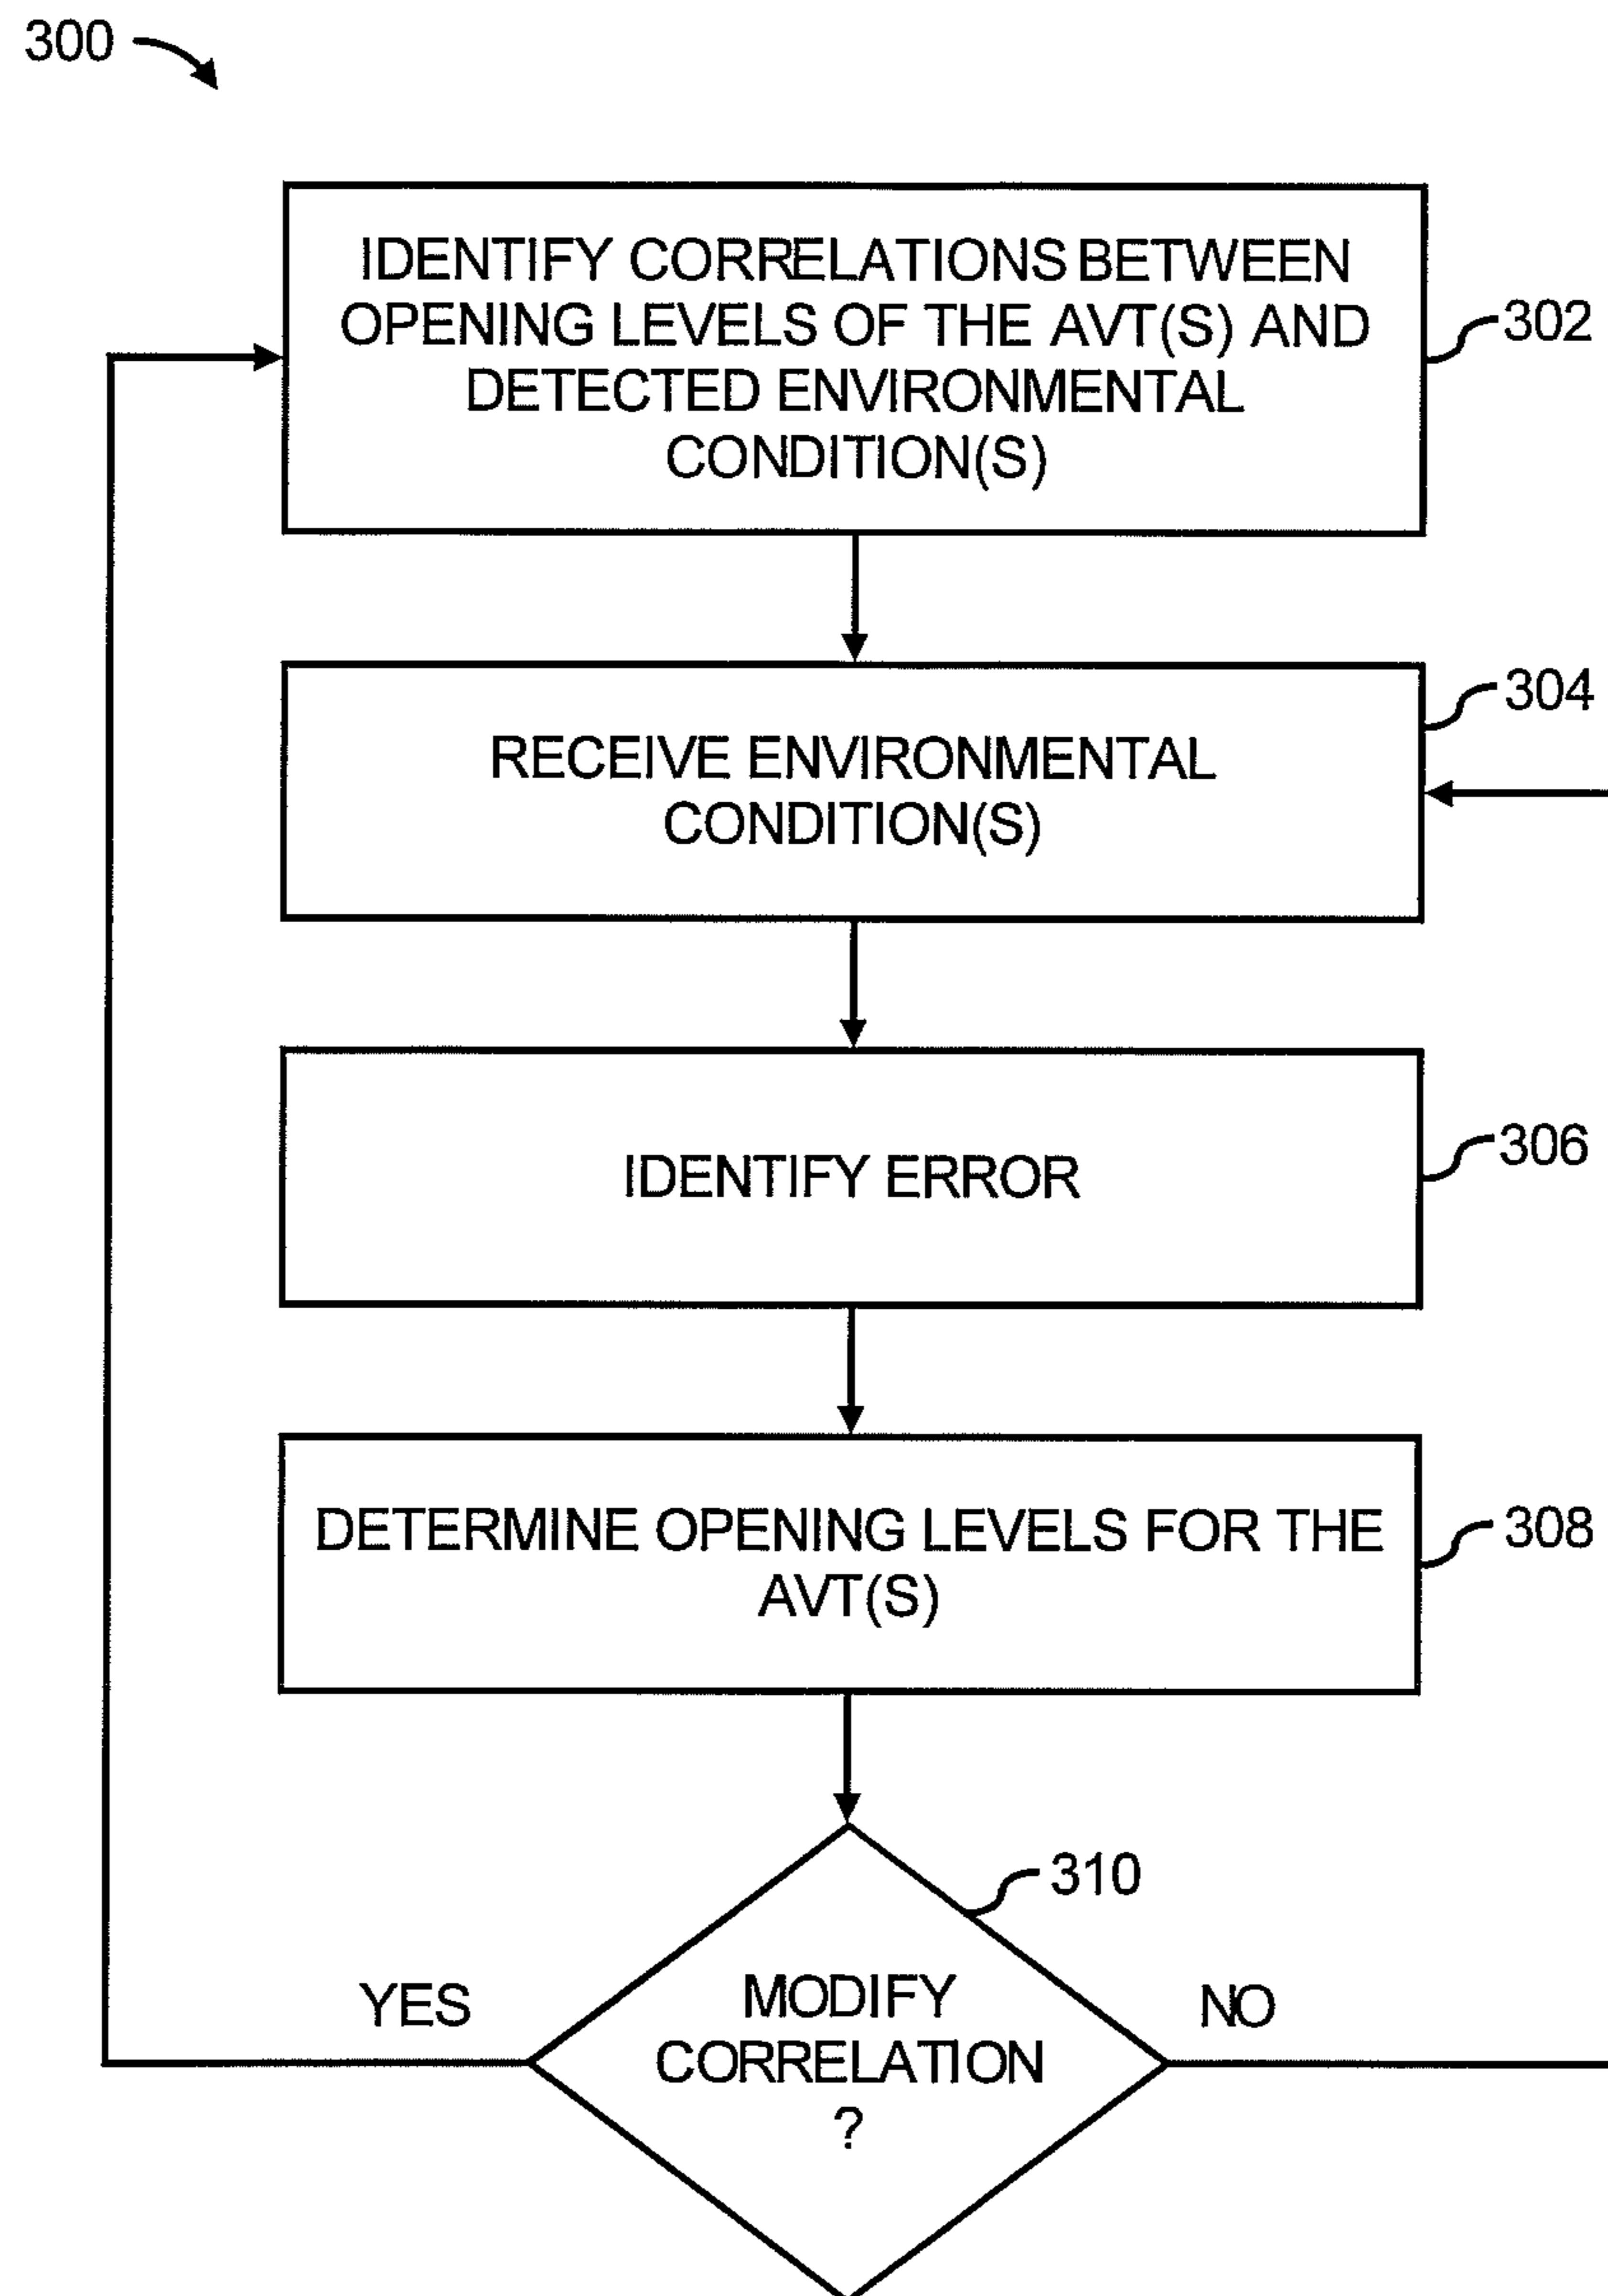 300
IDENTIFY CORRELATIONS BETWEEN
OPENING LEVELS OF THE AVT(S) AND
DETECTED ENVIRONMENTAL
CONDITION(S)
302
RECEIVE ENVIRONMENTAL
CONDITION(S)
304
IDENTIFY ERROR
306
DETERMINE OPENING LEVELS FOR THE
AVT(S)
308
310
YES
MODIFY
CORRELATION
?
NO